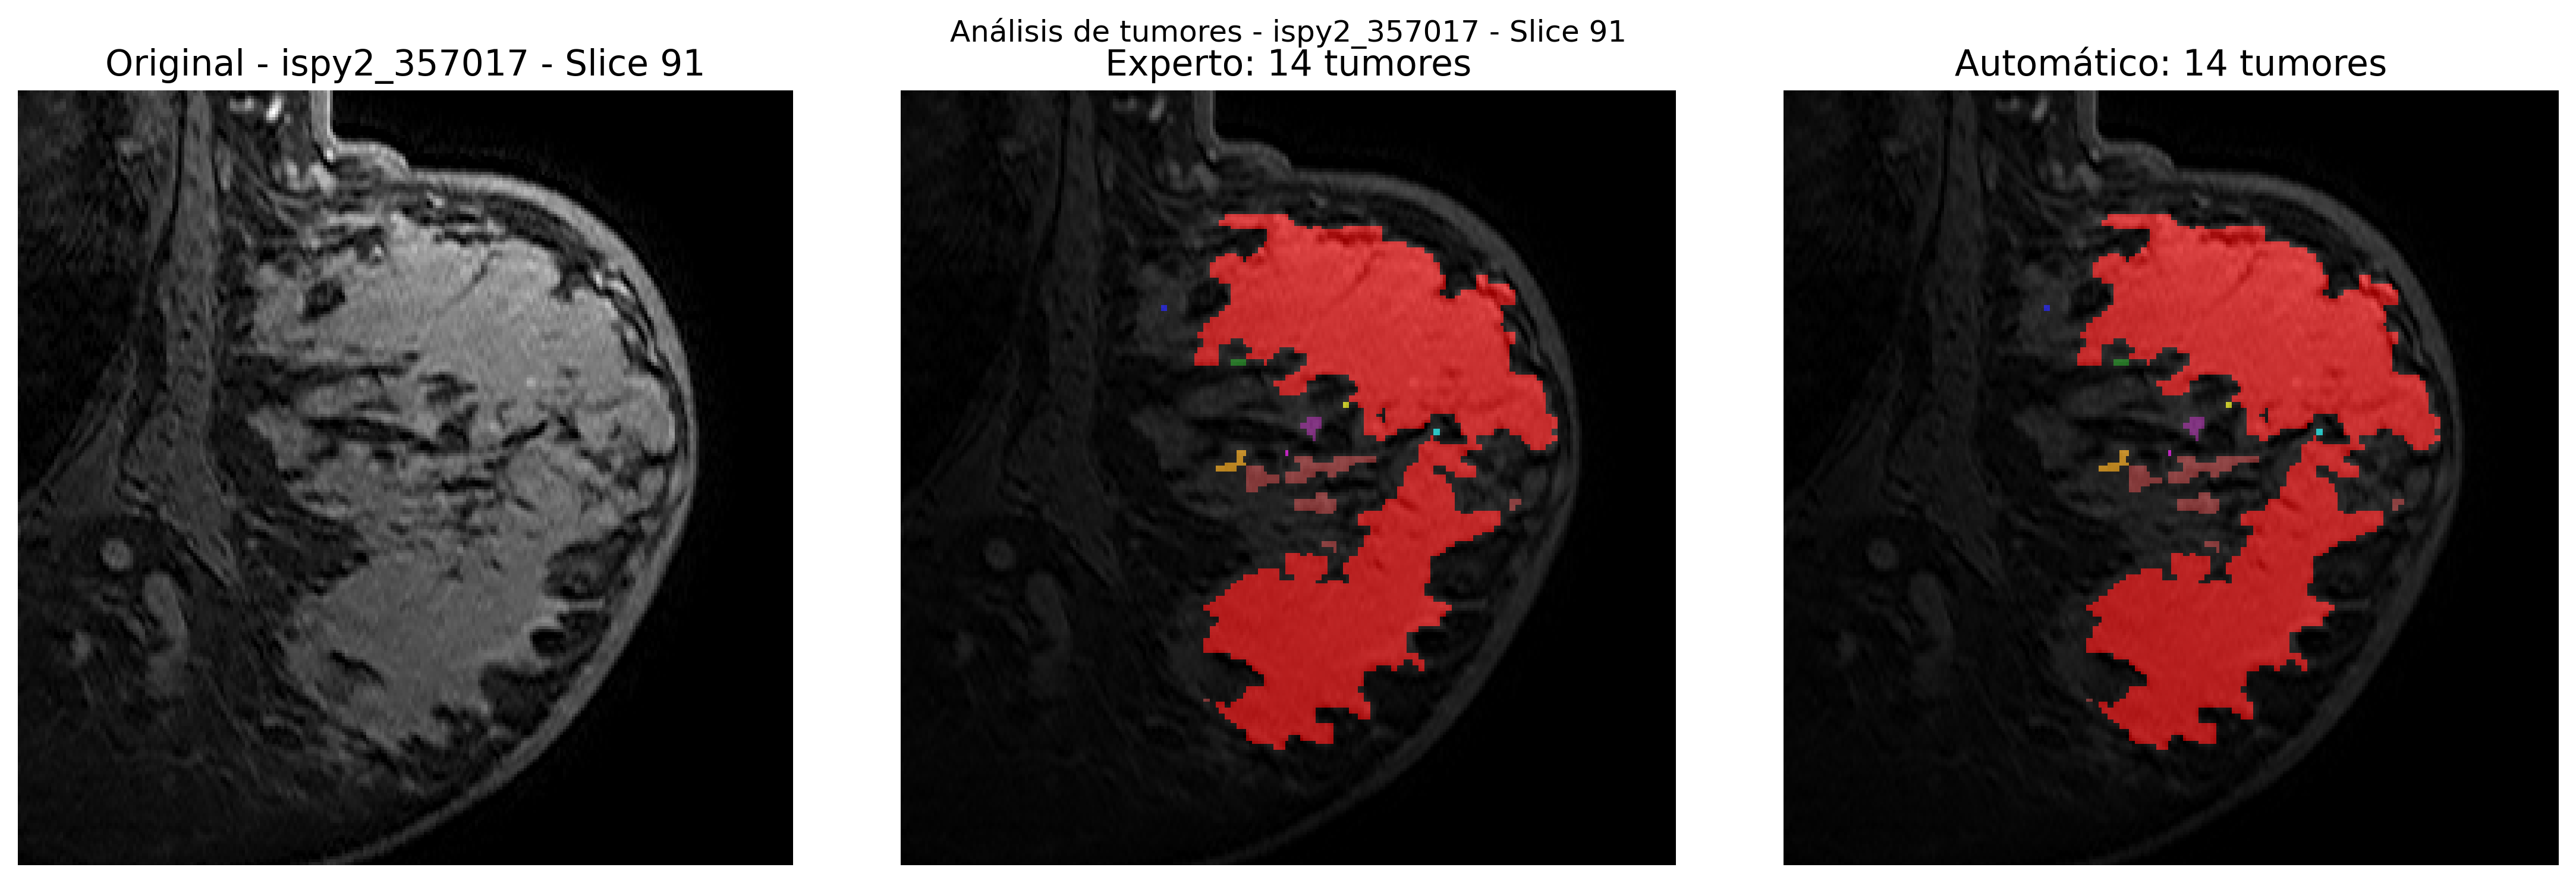 Análisis de tumores - ispy2_357017 - Slice 91
Original - ispy2_357017 - Slice 91
Experto: 14 tumores
Automático: 14 tumores